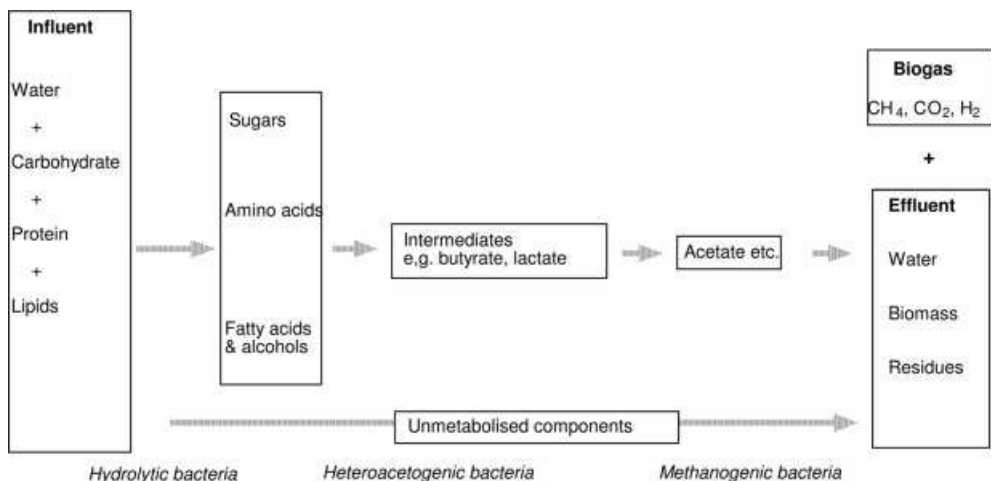 Influent
Water
+
Carbohydrate
+
Protein
+
Lipids
Sugars
Amino acids
Fatty acids
& alcohols
Intermediates
e,g. butyrate, lactate
Acetate etc.
Biogas
CH₄, CO₂, H₂
+
Effluent
Water
Biomass
Residues
Unmetabolised components
Hydrolytic bacteria
Heteroacetogenic bacteria
Methanogenic bacteria